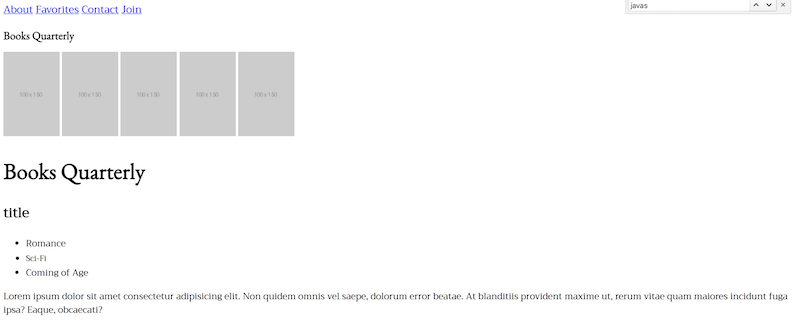 About Favorites Contact Join
javas
Books Quarterly
100 x 150 100 x 150 100 x 150 100 x 150 100 x 150
Books Quarterly
title
Romance
Sci-Fi
Coming of Age
Lorem ipsum dolor sit amet consectetur adipisicing elit. Non quidem omnis vel saepe, dolorum error beatae. At blanditiis provident maxime ut, rerum vitae quam maiores incidunt fuga
ipsa? Eaque, obcaecati?